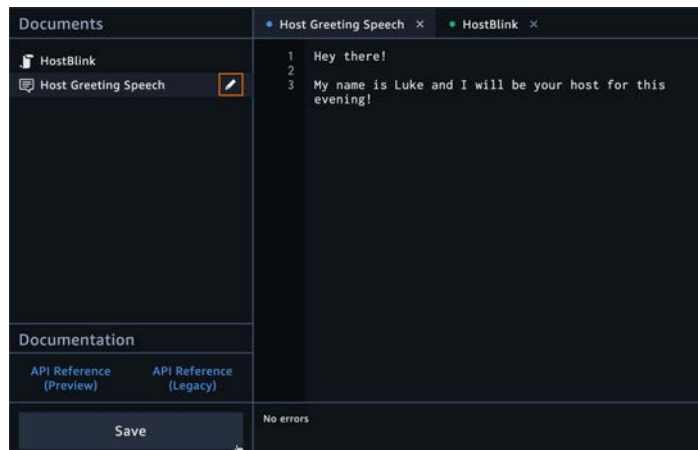 Documents
HostBlink
Host Greeting Speech
Documentation
API Reference
(Preview)
API Reference
(Legacy)
Save
Host Greeting Speech ×
HostBlink ×
1 Hey there!
2
3 My name is Luke and I will be your host for this
evening!
No errors